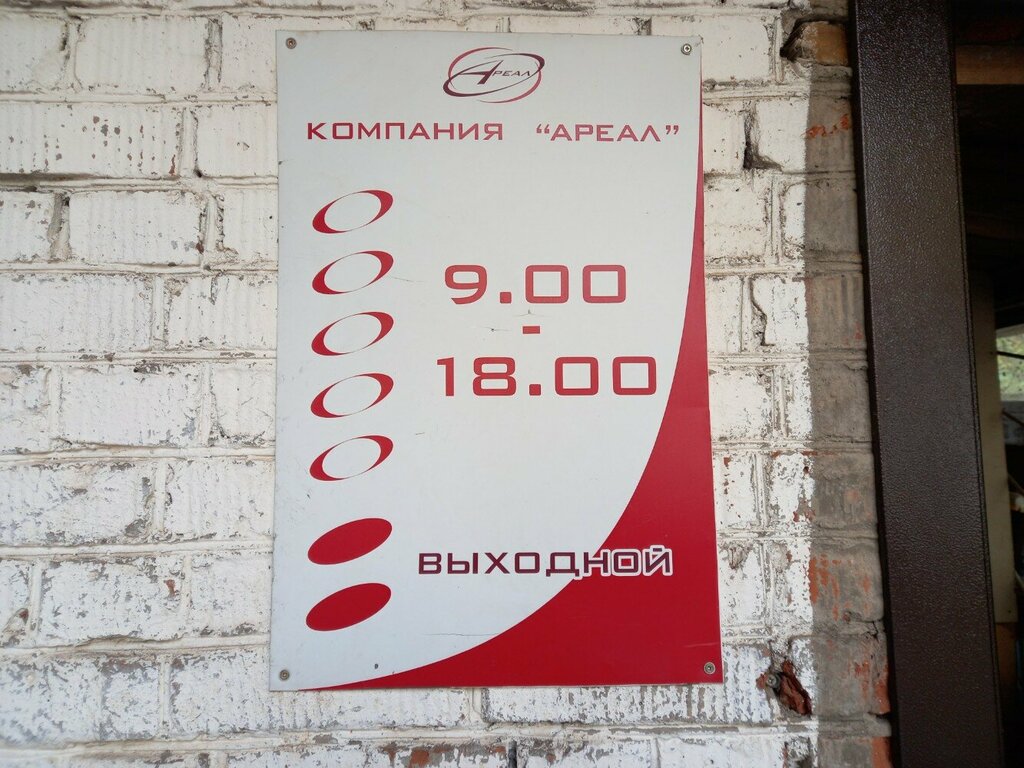 Ареал
КОМПАНИЯ "АРЕАЛ"
9.00
-
18.00
ВЫХОДНОЙ